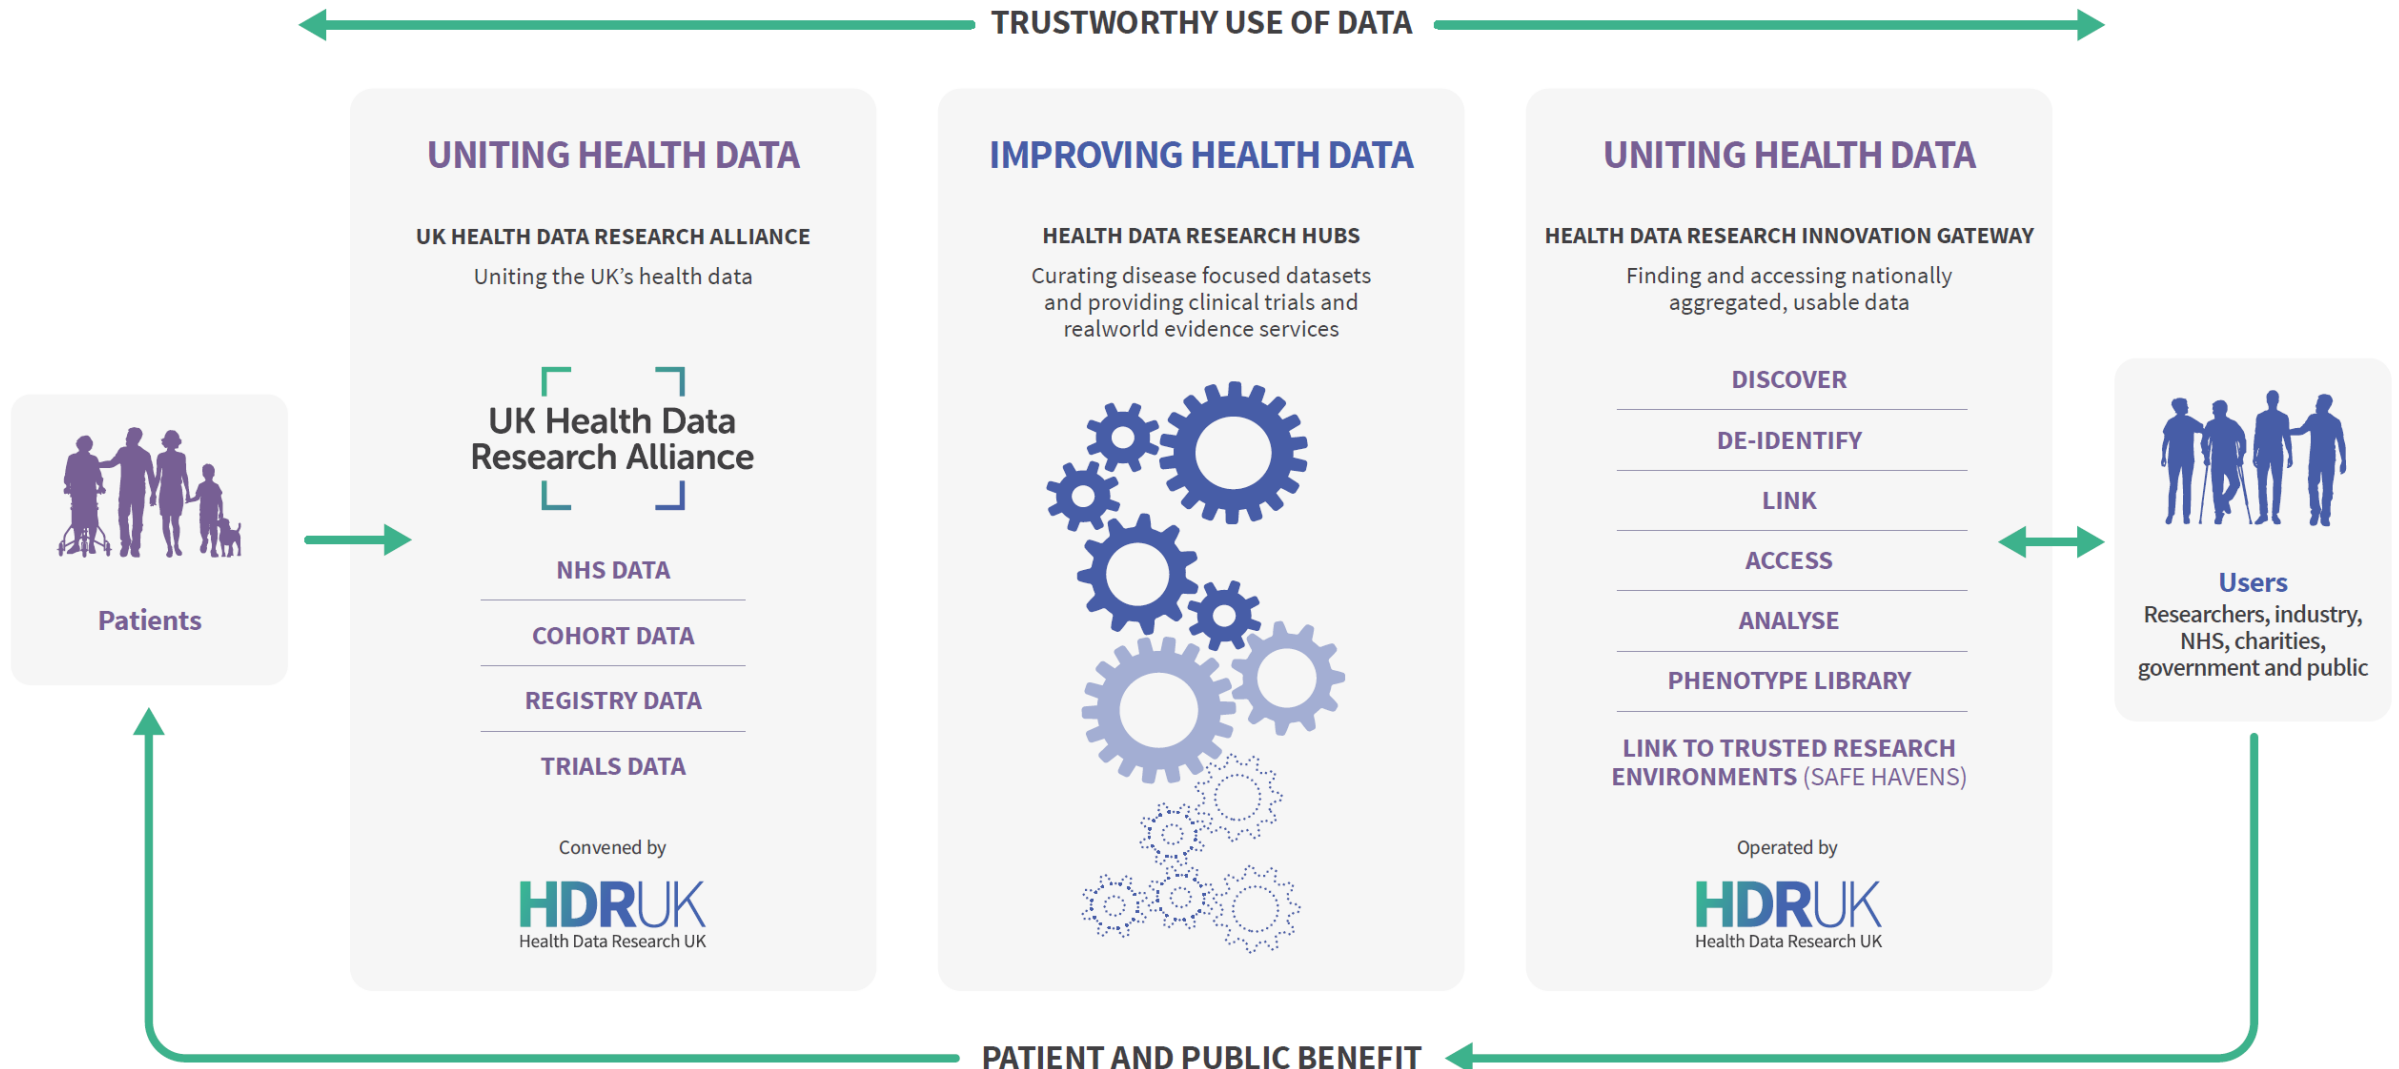 TRUSTWORTHY USE OF DATA
Patients
UNITING HEALTH DATA
UK HEALTH DATA RESEARCH ALLIANCE
Uniting the UK’s health data
UK Health Data
Research Alliance
NHS DATA
COHORT DATA
REGISTRY DATA
TRIALS DATA
Convened by
HDRUK
Health Data Research UK
IMPROVING HEALTH DATA
HEALTH DATA RESEARCH HUBS
Curating disease focused datasets
and providing clinical trials and
realworld evidence services
UNITING HEALTH DATA
HEALTH DATA RESEARCH INNOVATION GATEWAY
Finding and accessing nationally
aggregated, usable data
DISCOVER
DE-IDENTIFY
LINK
ACCESS
ANALYSE
PHENOTYPE LIBRARY
LINK TO TRUSTED RESEARCH
ENVIRONMENTS (SAFE HAVENS)
Operated by
HDRUK
Health Data Research UK
Users
Researchers, industry,
NHS, charities,
government and public
PATIENT AND PUBLIC BENEFIT